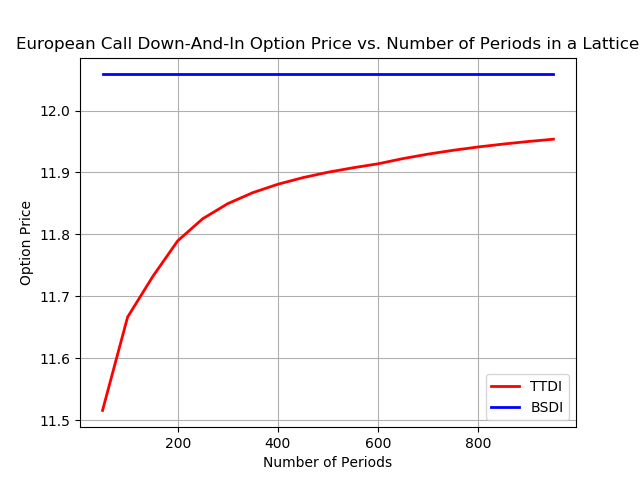 European Call Down-And-In Option Price vs. Number of Periods in a Lattice
12.0
11.9
11.8
11.7
11.6
11.5
Option Price
200 400 600 800
Number of Periods
TTDI
BSDI